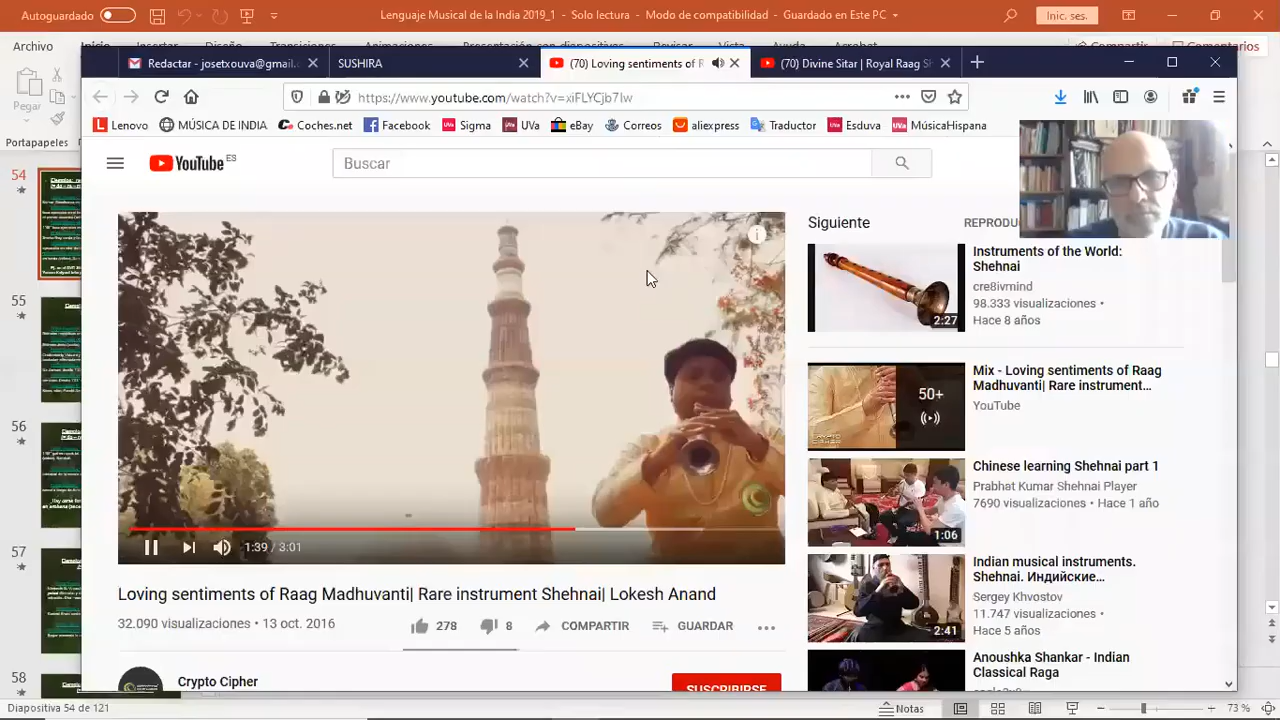 Autoguardado
Lenguaje Musical de la India 2019_1 - Solo lectura - Modo de compatibilidad - Guardado en Este PC
Inic. ses.
Archivo
Comentarios
Redactar - josetxouva@gmail.c
SUSHIRA
(70) Loving sentiments of R
(70) Divine Sitar | Royal Raag Sh
https://www.youtube.com/watch?v=xiFLYCjb7Iw
Lenovo
MÚSICA DE INDIA
Coches.net
Facebook
Sigma
UVa
eBay
Correos
aliexpress
Traductor
Esduva
MúsicaHispana
Pegar
Portapapeles
YouTube ES
Buscar
Siguiente
REPRODU
Instruments of the World:
Shehnai
cre8ivmind
98.333 visualizaciones •
Hace 8 años
2:27
Mix - Loving sentiments of Raag
Madhuvanti| Rare instrument...
YouTube
50+
Chinese learning Shehnai part 1
Prabhat Kumar Shehnai Player
7690 visualizaciones • Hace 1 año
1:06
Indian musical instruments.
Shehnai. Индийские...
Sergey Khvostov
11.747 visualizaciones •
Hace 5 años
2:41
Anoushka Shankar - Indian
Classical Raga
1:39 / 3:01
Loving sentiments of Raag Madhuvanti| Rare instrument Shehnai| Lokesh Anand
32.090 visualizaciones • 13 oct. 2016
278
8
COMPARTIR
GUARDAR
Crypto Cipher
SUSCRIBIRSE
54
55
56
57
58
Diapositiva 54 de 121
Notas
73 %